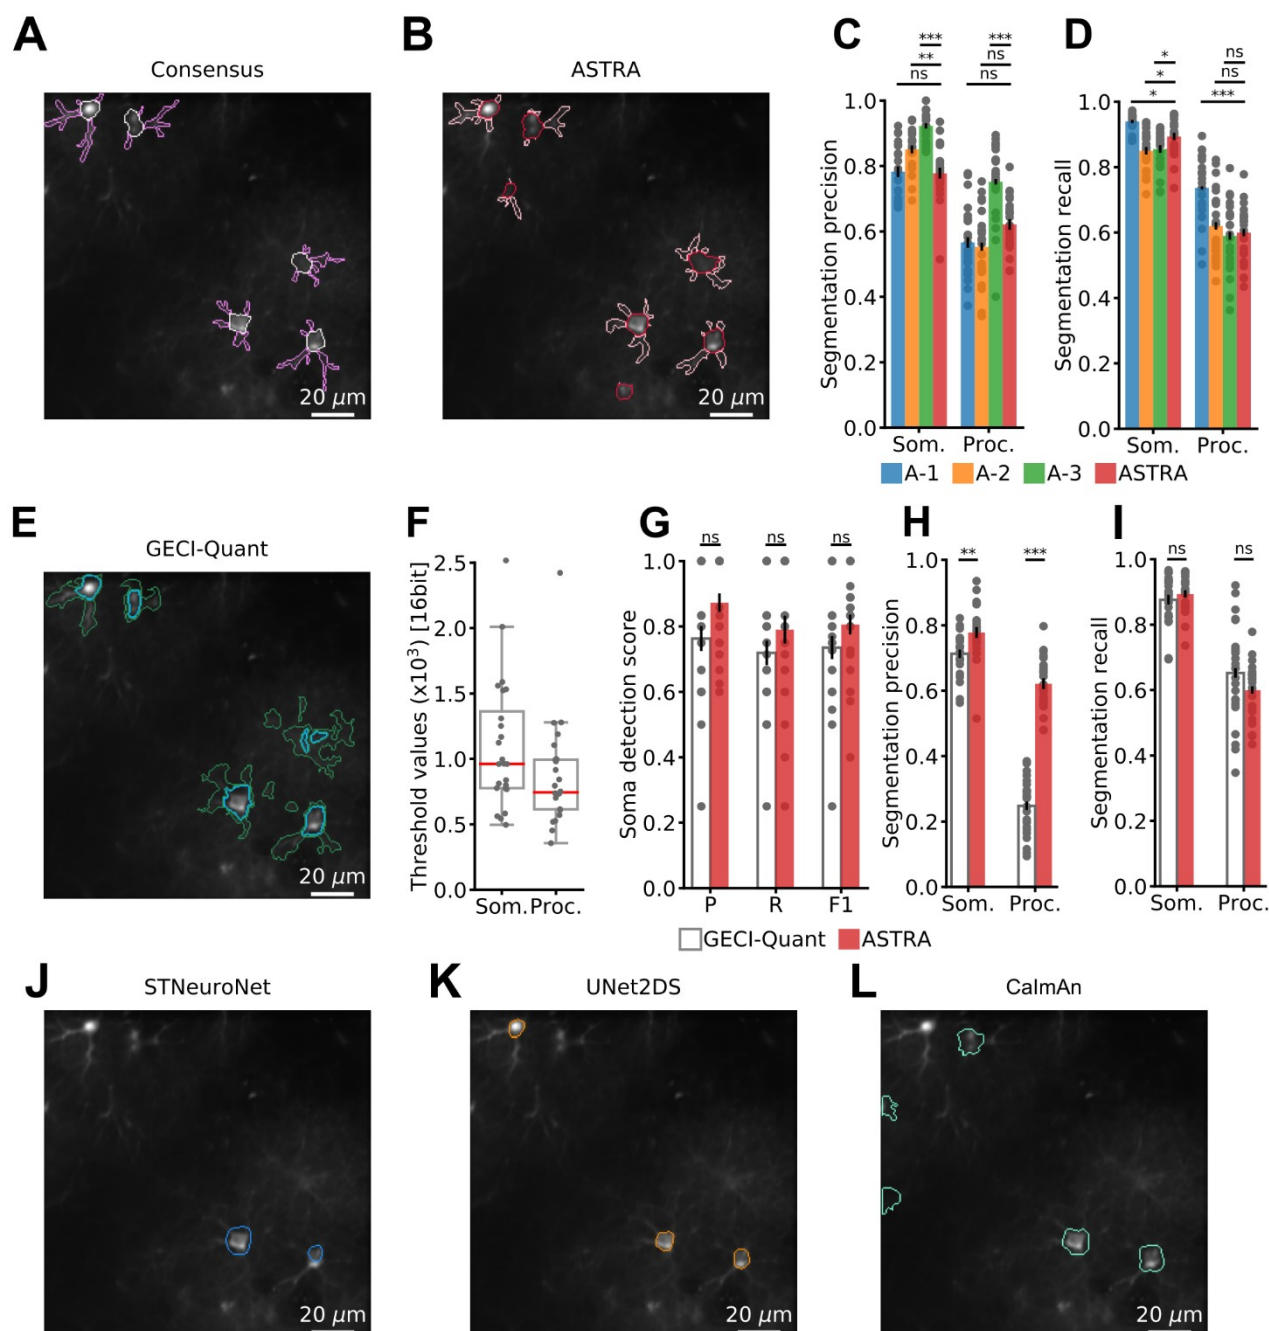 A
Consensus
20 µm
B
ASTRA
20 µm
C
***
**
ns
***
ns
ns
Segmentation precision
1.0
0.8
0.6
0.4
0.2
0.0
Som. Proc.
D
*
*
*
ns
ns
***
Segmentation recall
1.0
0.8
0.6
0.4
0.2
0.0
Som. Proc.
A-1 A-2 A-3 ASTRA
E
GECI-Quant
20 µm
F
Threshold values (x10³) [16bit]
2.5
2.0
1.5
1.0
0.5
0.0
Som. Proc.
G
ns ns ns
Soma detection score
1.0
0.8
0.6
0.4
0.2
0.0
P R F1
H
** ***
Segmentation precision
1.0
0.8
0.6
0.4
0.2
0.0
Som. Proc.
I
ns ns
Segmentation recall
1.0
0.8
0.6
0.4
0.2
0.0
Som. Proc.
GECI-Quant ASTRA
J
STNeuroNet
20 µm
K
UNet2DS
20 µm
L
CaImAn
20 µm